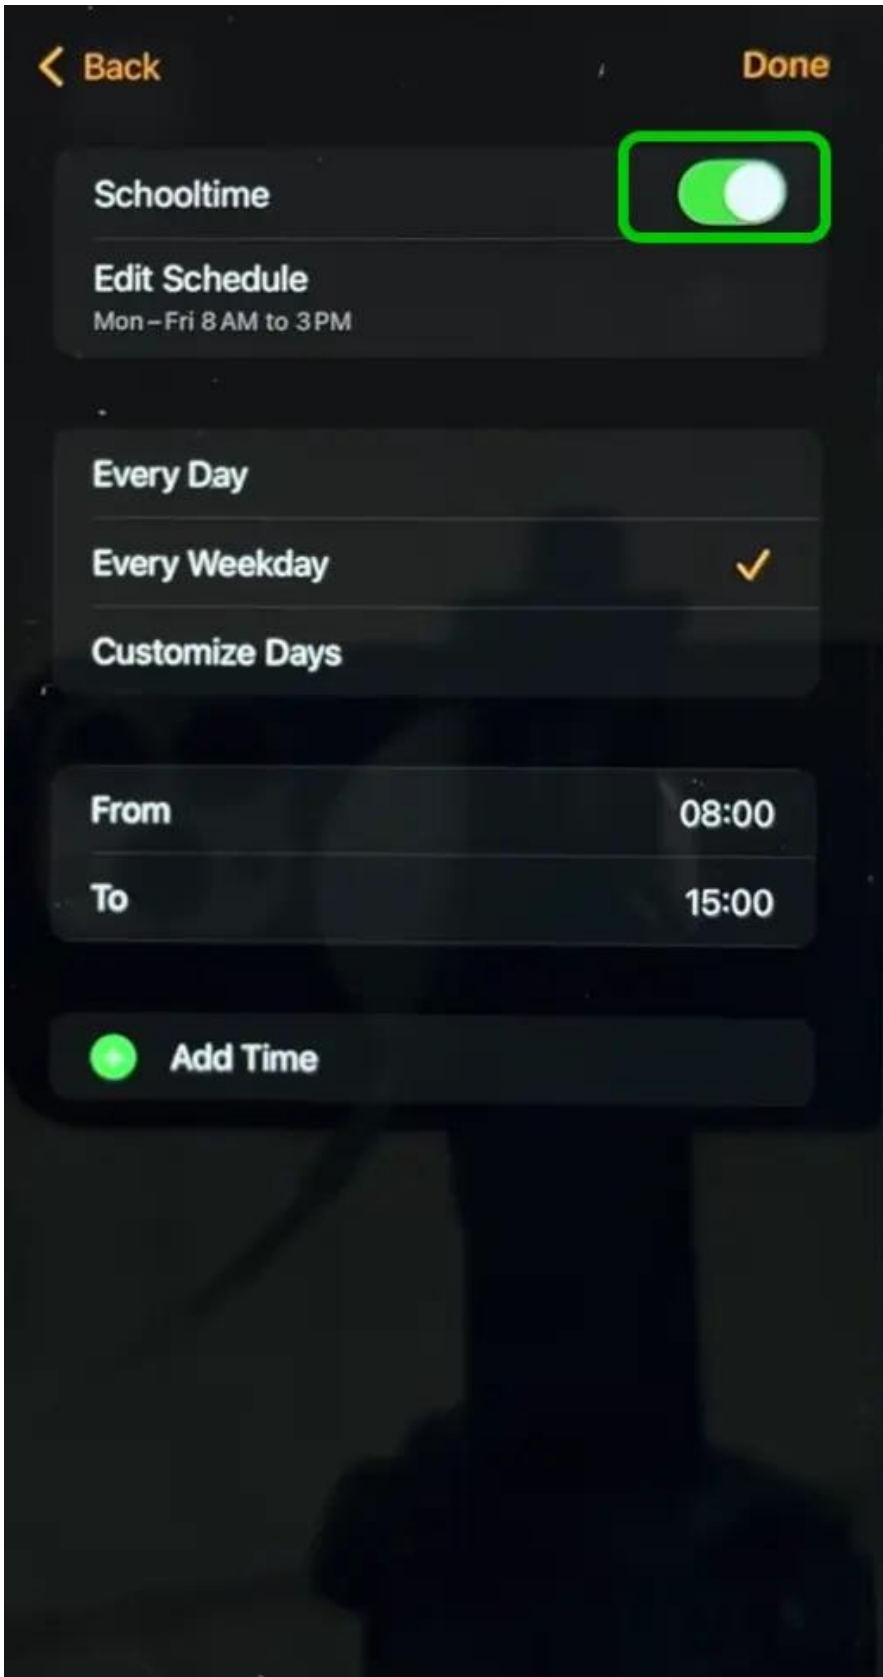 Back
Done
Schooltime
Edit Schedule
Mon–Fri 8 AM to 3 PM
Every Day
Every Weekday
Customize Days
From 08:00
To 15:00
Add Time